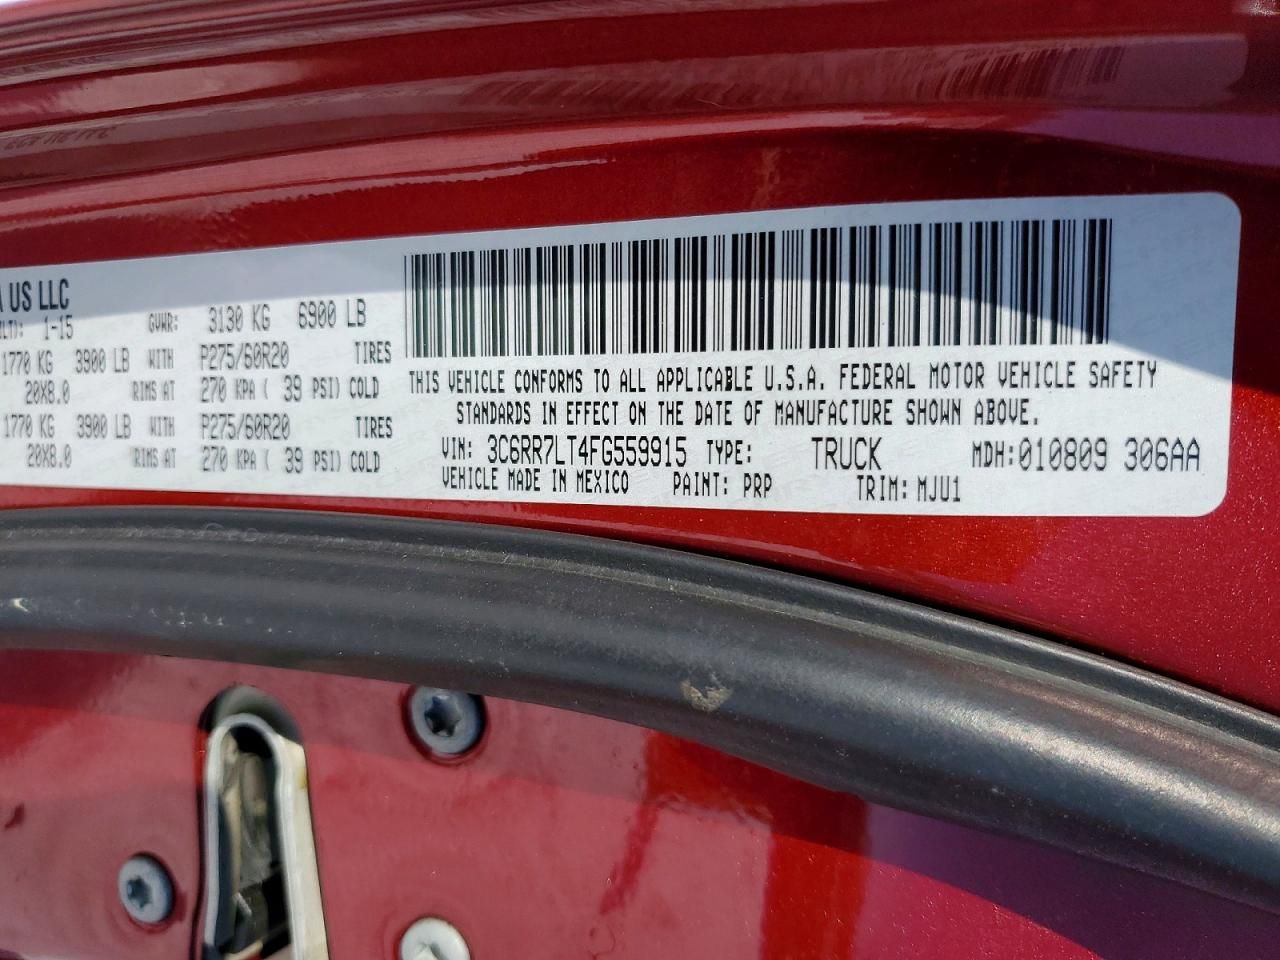 A US LLC
1-15 GVWR: 3130 KG 6900 LB
1770 KG 3900 LB WITH P275/60R20 TIRES
20X8.0 RIMS AT 270 KPA ( 39 PSI) COLD
1770 KG 3900 LB WITH P275/60R20 TIRES
20X8.0 RIMS AT 270 KPA ( 39 PSI) COLD
THIS VEHICLE CONFORMS TO ALL APPLICABLE U.S.A. FEDERAL MOTOR VEHICLE SAFETY
STANDARDS IN EFFECT ON THE DATE OF MANUFACTURE SHOWN ABOVE.
VIN: 3C6RR7LT4FG559915 TYPE: TRUCK MDH:010809 306AA
VEHICLE MADE IN MEXICO PAINT: PRP TRIM: MJU1